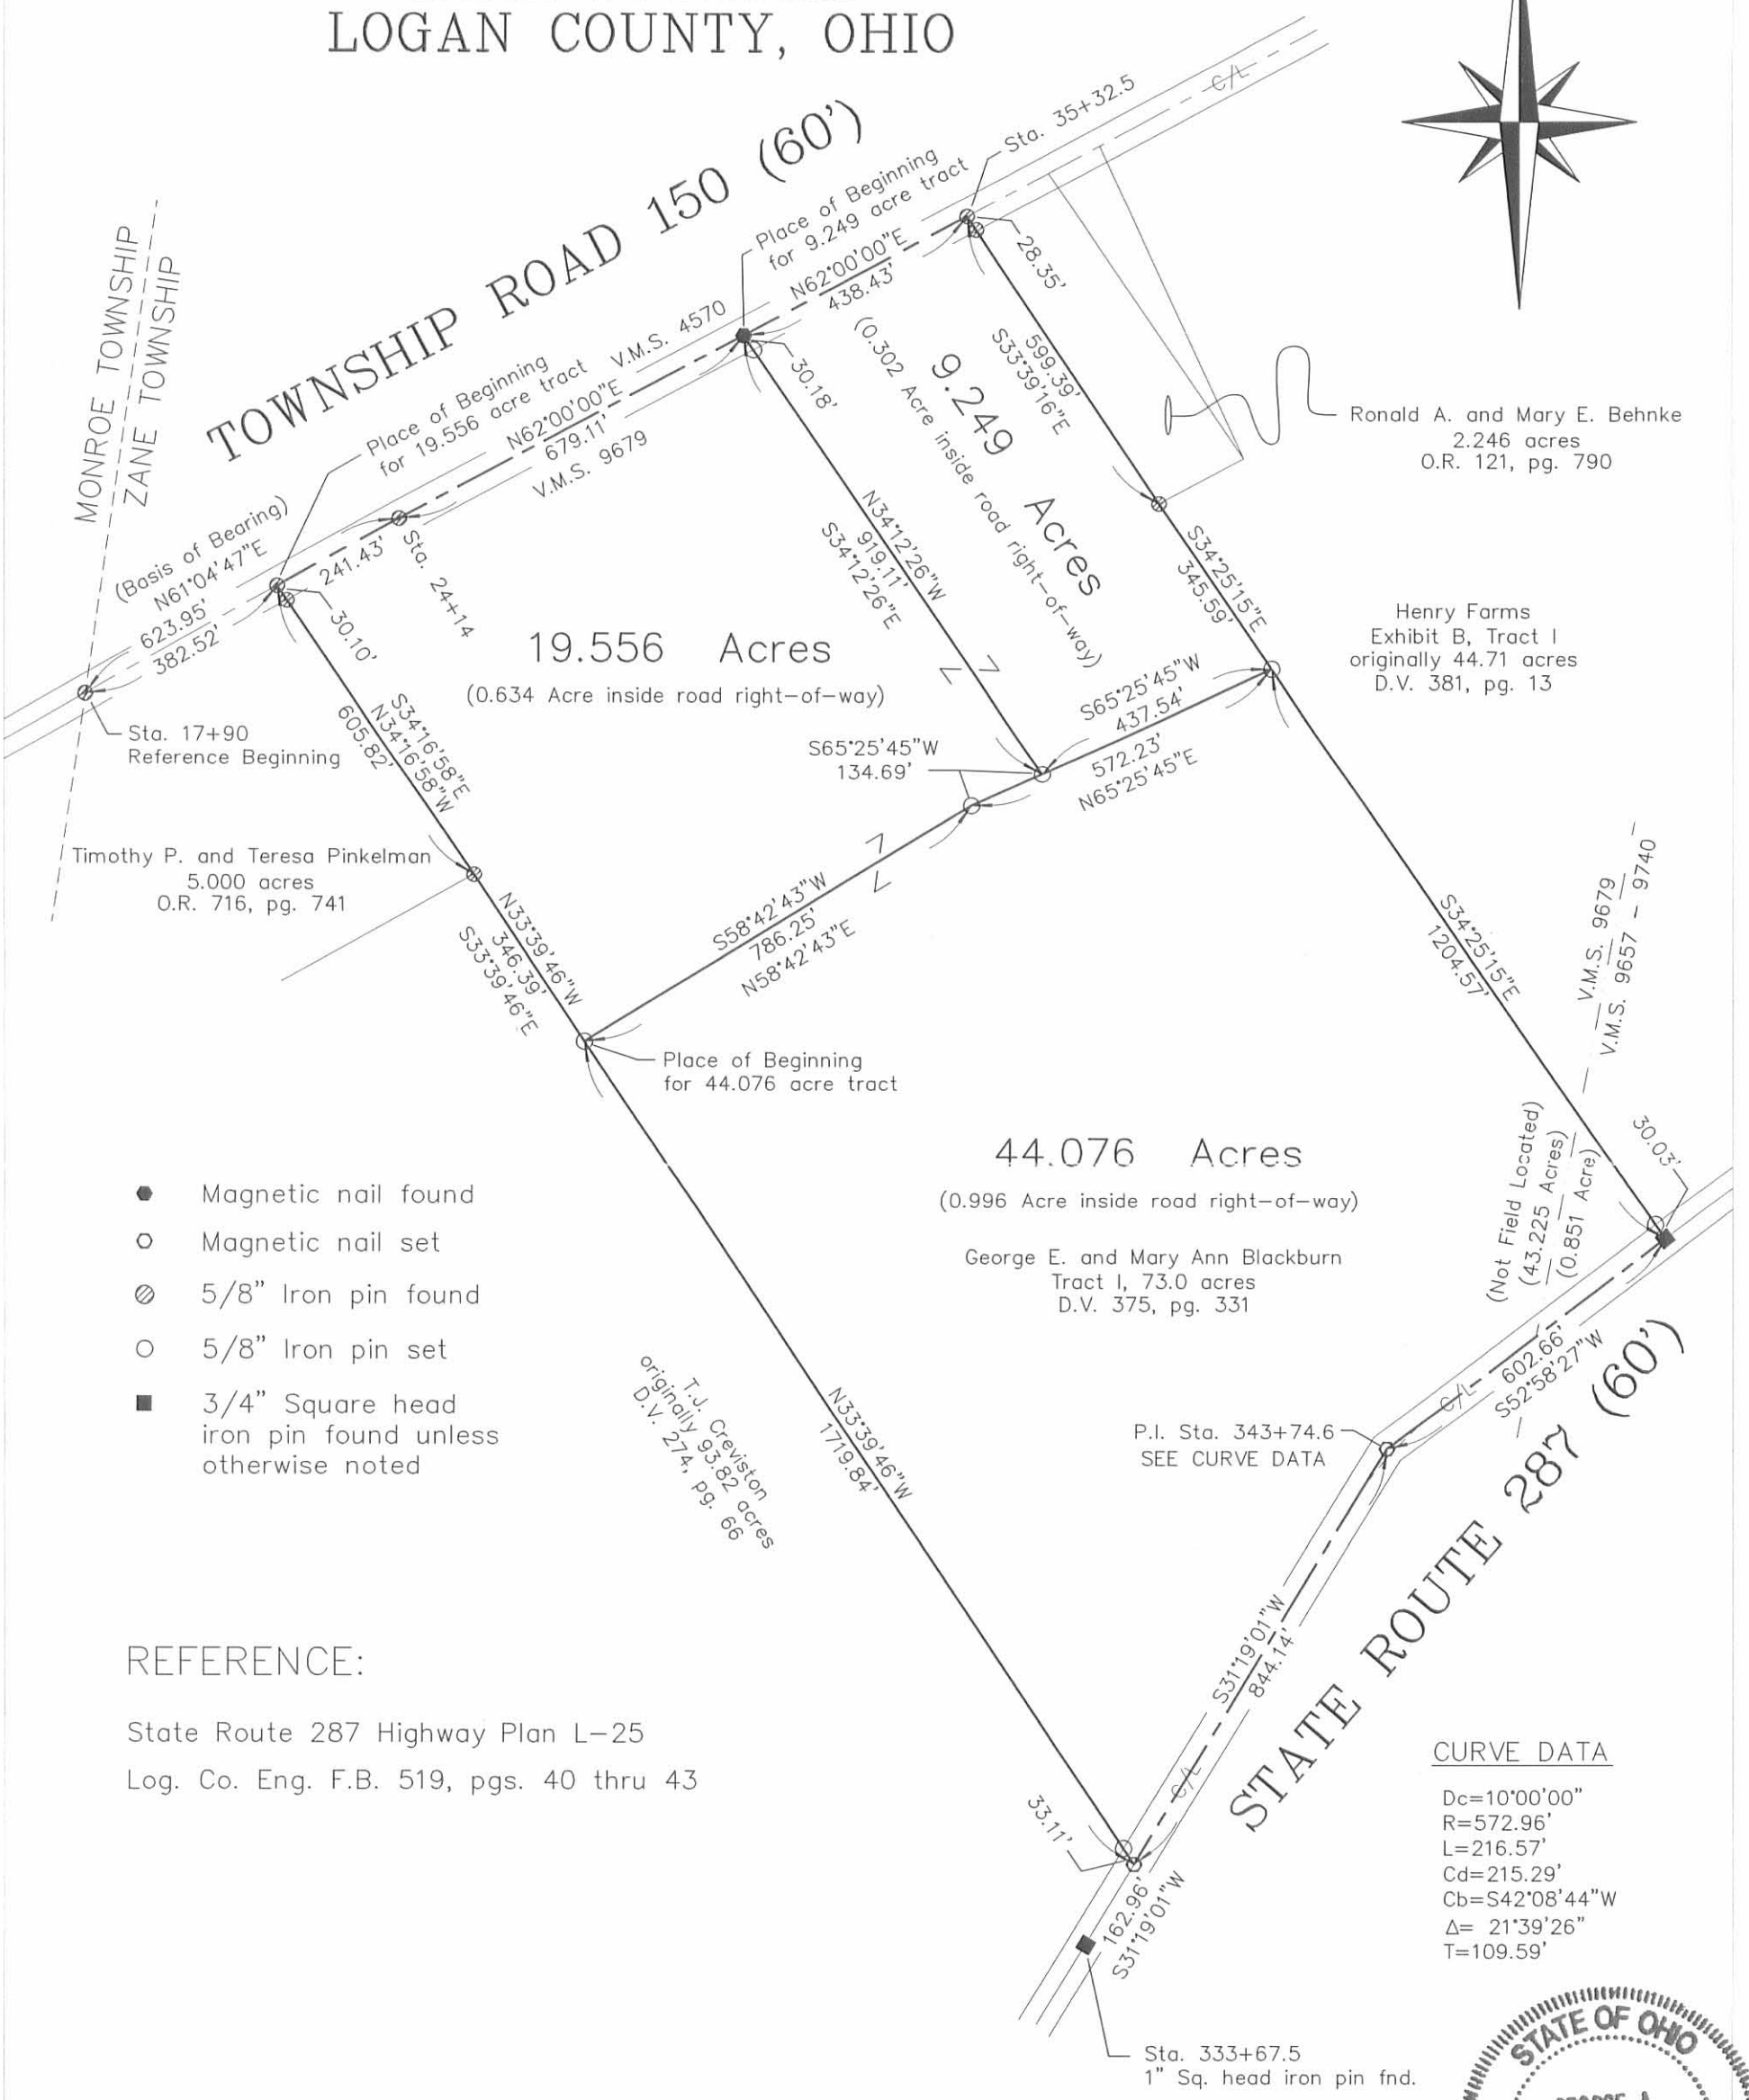 LOGAN COUNTY, OHIO
TOWNSHIP ROAD 150 (60')
MONROE TOWNSHIP
ZANE TOWNSHIP
Sta. 35+32.5
C/L
Place of Beginning
for 9.249 acre tract
N62°00'00"E
438.43'
28.35'
Place of Beginning
for 19.556 acre tract
V.M.S. 4570
N62°00'00"E
679.11'
V.M.S. 9679
30.18'
(Basis of Bearing)
N61°04'47"E
623.95'
382.52'
241.43'
Sta. 24+14
30.10'
Sta. 17+90
Reference Beginning
599.39'
S33°39'16"E
9.249 Acres
(0.302 Acre inside road right-of-way)
Ronald A. and Mary E. Behnke
2.246 acres
O.R. 121, pg. 790
N34°12'26"W
919.11'
S34°12'26"E
S34°25'15"E
345.59'
Henry Farms
Exhibit B, Tract I
originally 44.71 acres
D.V. 381, pg. 13
19.556 Acres
(0.634 Acre inside road right-of-way)
S34°16'58"E
N34°16'58"W
605.82'
S65°25'45"W
134.69'
S65°25'45"W
437.54'
572.23'
N65°25'45"E
Z
Z
Z
Z
Timothy P. and Teresa Pinkelman
5.000 acres
O.R. 716, pg. 741
N33°39'46"W
346.39'
S33°39'46"E
S58°42'43"W
786.25'
N58°42'43"E
S34°25'15"E
1204.57'
V.M.S. 9679
V.M.S. 9657 - 9740
Place of Beginning
for 44.076 acre tract
44.076 Acres
(0.996 Acre inside road right-of-way)
George E. and Mary Ann Blackburn
Tract I, 73.0 acres
D.V. 375, pg. 331
(Not Field Located)
(43.225 Acres)
(0.851 Acre)
30.03'
Magnetic nail found
Magnetic nail set
5/8" Iron pin found
5/8" Iron pin set
3/4" Square head
iron pin found unless
otherwise noted
T.J. Creviston
originally 93.82 acres
D.V. 274, pg. 66
N33°39'46"W
1719.84'
P.I. Sta. 343+74.6
SEE CURVE DATA
C/L
602.66'
S52°58'27"W
STATE ROUTE 287 (60')
S31°19'01"W
844.14'
C/L
33.11'
162.96'
S31°19'01"W
Sta. 333+67.5
1" Sq. head iron pin fnd.
REFERENCE:
State Route 287 Highway Plan L-25
Log. Co. Eng. F.B. 519, pgs. 40 thru 43
CURVE DATA
Dc=10°00'00"
R=572.96'
L=216.57'
Cd=215.29'
Cb=S42°08'44"W
Δ= 21°39'26"
T=109.59'
STATE OF OHIO